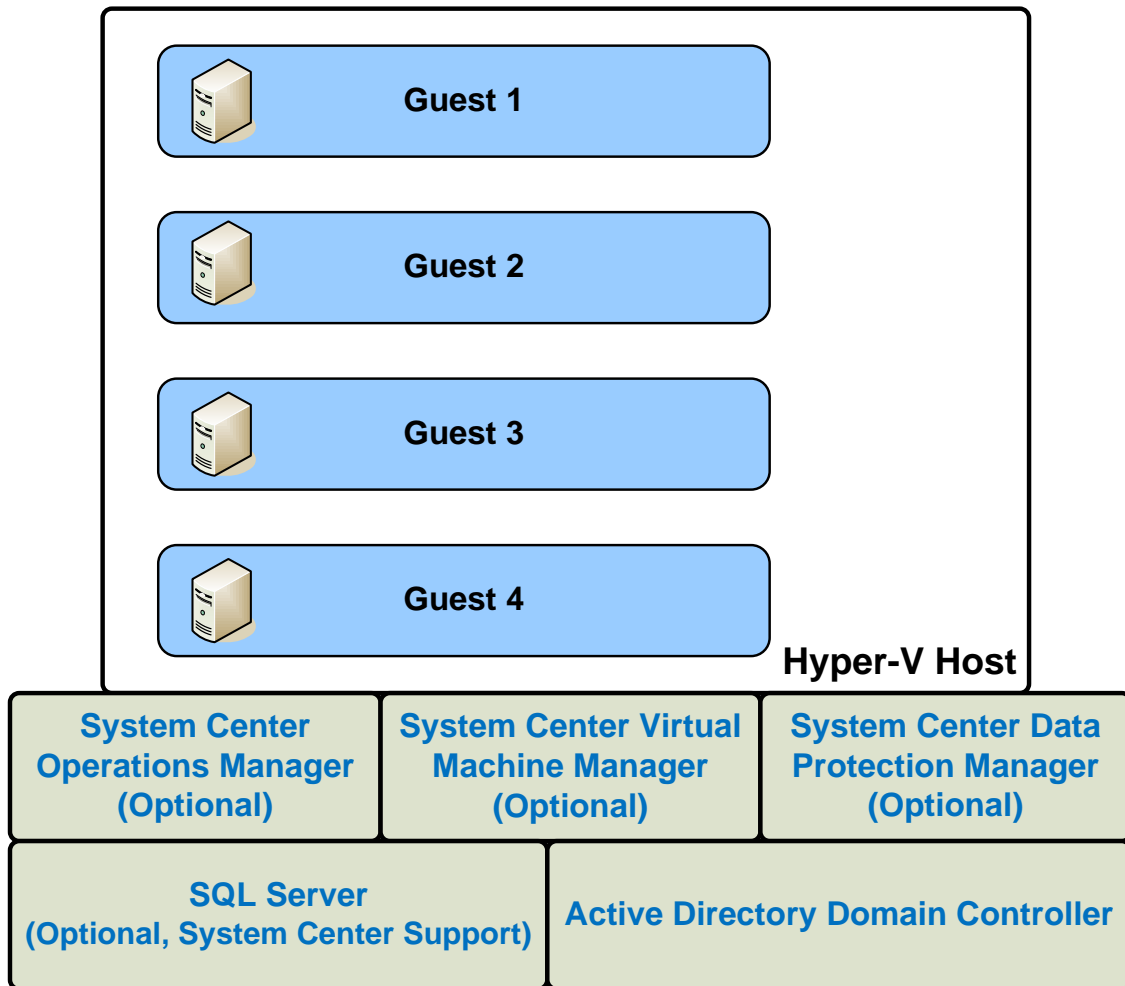 Guest 1
Guest 2
Guest 3
Guest 4
Hyper-V Host
System Center
Operations Manager
(Optional)
System Center Virtual
Machine Manager
(Optional)
System Center Data
Protection Manager
(Optional)
SQL Server
(Optional, System Center Support)
Active Directory Domain Controller